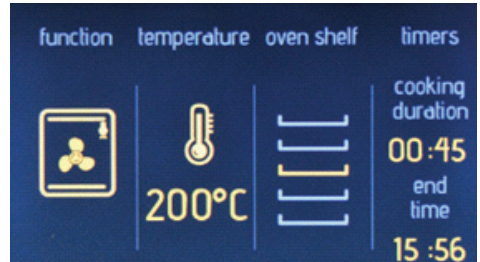 function temperature oven shelf timers
cooking
duration
00:45
end
200°C
time
15:56